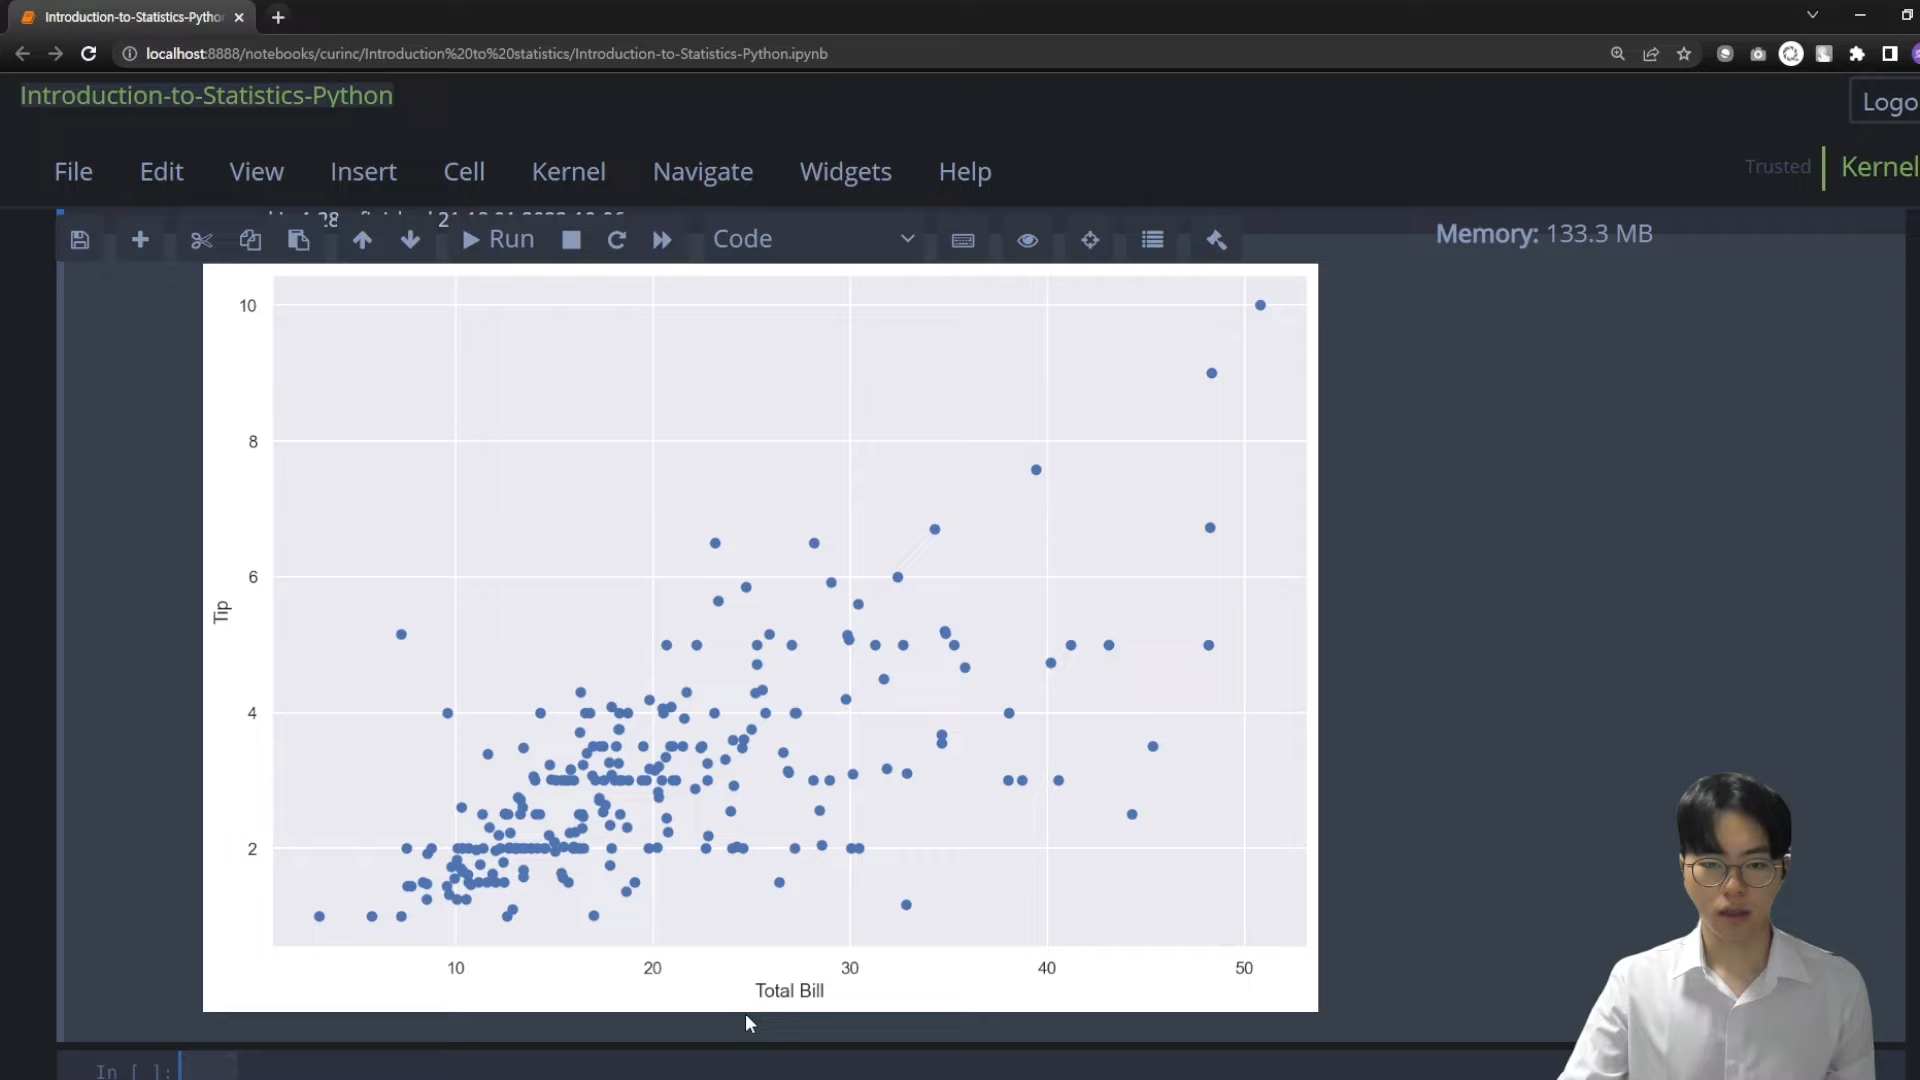 Introduction-to-Statistics-Pytho
localhost:8888/notebooks/curinc/Introduction%20to%20statistics/Introduction-to-Statistics-Python.ipynb
Introduction-to-Statistics-Python
Logo
File Edit View Insert Cell Kernel Navigate Widgets Help
Trusted Kernel
Run
Code
Memory: 133.3 MB
10
8
6
4
2
Tip
10 20 30 40 50
Total Bill
In [ ]: